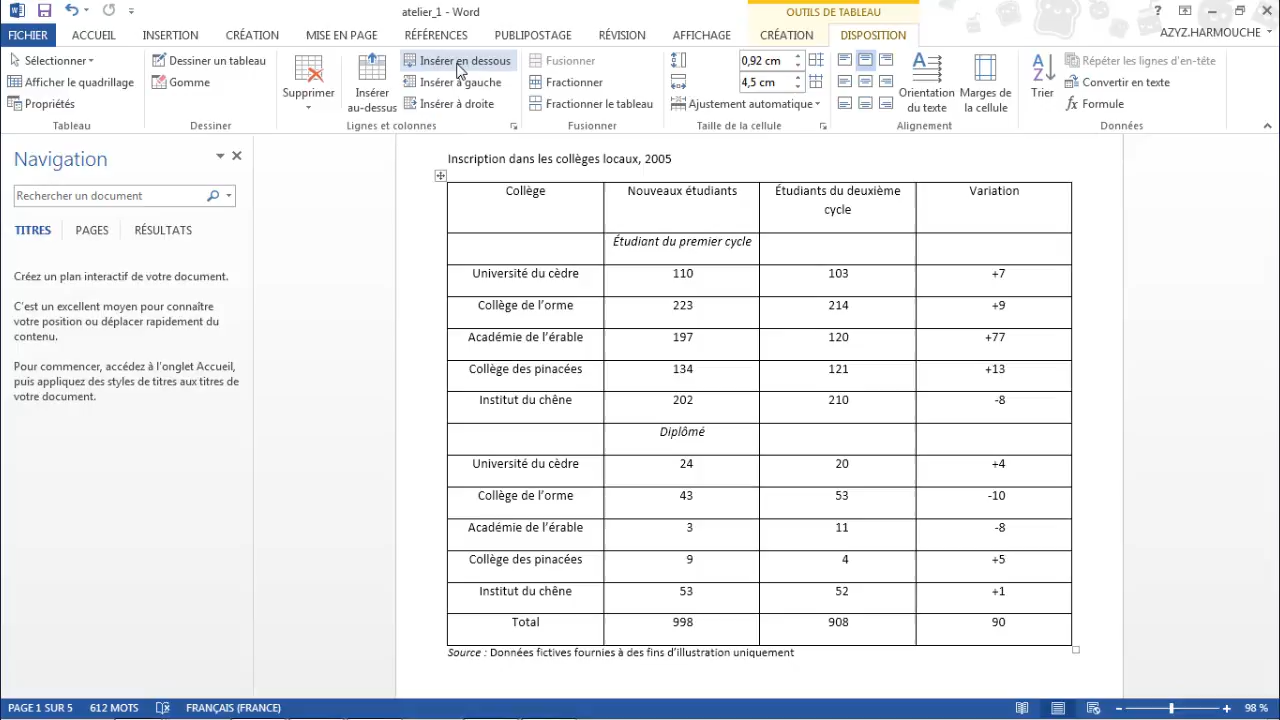 atelier_1 - Word
OUTILS DE TABLEAU
?
FICHIER ACCUEIL INSERTION CRÉATION MISE EN PAGE RÉFÉRENCES PUBLIPOSTAGE RÉVISION AFFICHAGE CRÉATION DISPOSITION AZYZ.HARMOUCHE
Sélectionner
Afficher le quadrillage
Propriétés
Tableau
Dessiner un tableau
Gomme
Dessiner
Supprimer
Insérer
au-dessus
Insérer en dessous
Insérer à gauche
Insérer à droite
Lignes et colonnes
Fusionner
Fractionner
Fractionner le tableau
Fusionner
0,92 cm
4,5 cm
Ajustement automatique
Taille de la cellule
Orientation
du texte
Marges de
la cellule
Alignement
Trier
Répéter les lignes d'en-tête
Convertir en texte
Formule
Données
Navigation
Rechercher un document
TITRES PAGES RÉSULTATS
Créez un plan interactif de votre document.
C'est un excellent moyen pour connaître
votre position ou déplacer rapidement du
contenu.
Pour commencer, accédez à l'onglet Accueil,
puis appliquez des styles de titres aux titres de
votre document.
Inscription dans les collèges locaux, 2005
Collège Nouveaux étudiants Étudiants du deuxième cycle Variation
Étudiant du premier cycle
Université du cèdre 110 103 +7
Collège de l'orme 223 214 +9
Académie de l'érable 197 120 +77
Collège des pinacées 134 121 +13
Institut du chêne 202 210 -8
Diplômé
Université du cèdre 24 20 +4
Collège de l'orme 43 53 -10
Académie de l'érable 3 11 -8
Collège des pinacées 9 4 +5
Institut du chêne 53 52 +1
Total 998 908 90
Source : Données fictives fournies à des fins d'illustration uniquement
PAGE 1 SUR 5 612 MOTS FRANÇAIS (FRANCE) 98 %